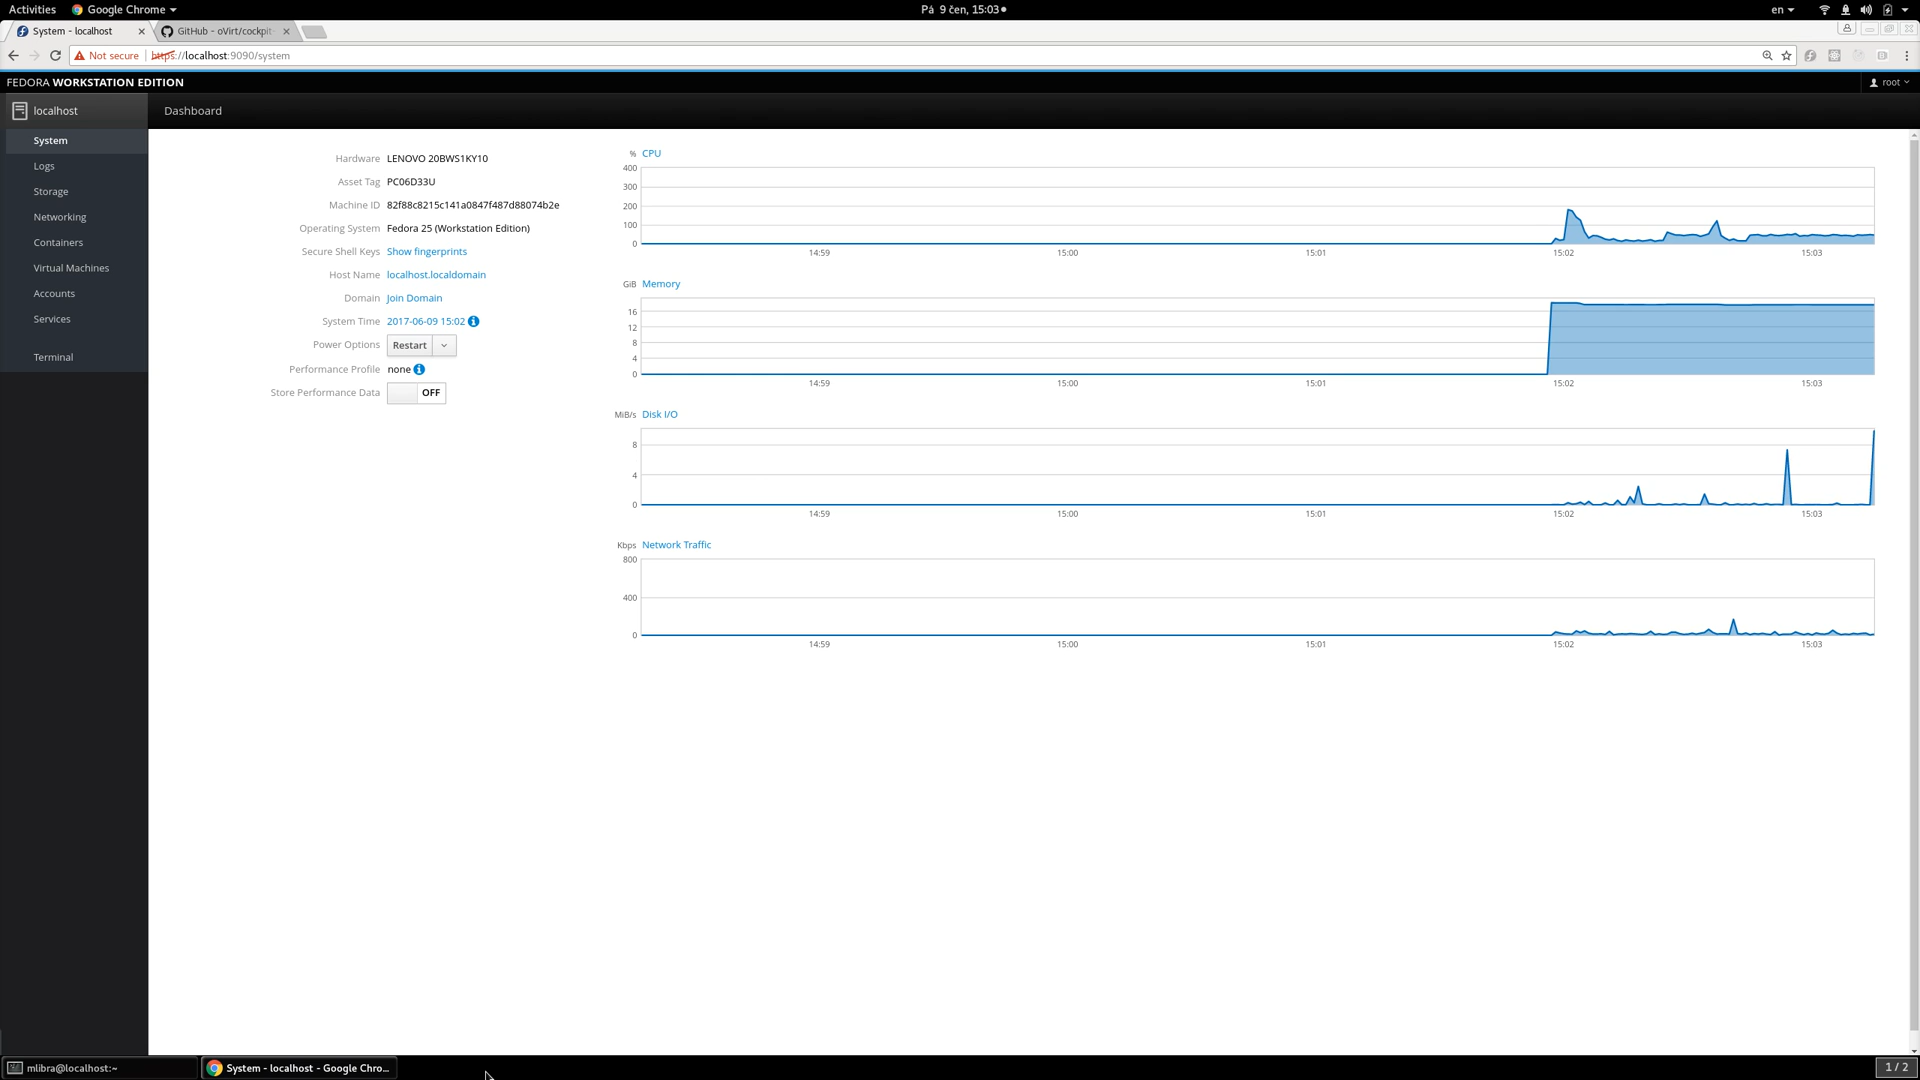 Activities Google Chrome Pá 9 čen, 15:03 en
System - localhost GitHub - oVirt/cockpit-
Not secure https://localhost:9090/system
FEDORA WORKSTATION EDITION root
localhost Dashboard
System
Logs
Storage
Networking
Containers
Virtual Machines
Accounts
Services
Terminal
Hardware LENOVO 20BWS1KY10
Asset Tag PC06D33U
Machine ID 82f88c8215c141a0847f487d88074b2e
Operating System Fedora 25 (Workstation Edition)
Secure Shell Keys Show fingerprints
Host Name localhost.localdomain
Domain Join Domain
System Time 2017-06-09 15:02
Power Options Restart
Performance Profile none
Store Performance Data OFF
% CPU
400
300
200
100
0
14:59 15:00 15:01 15:02 15:03
GiB Memory
16
12
8
4
0
14:59 15:00 15:01 15:02 15:03
MiB/s Disk I/O
8
4
0
14:59 15:00 15:01 15:02 15:03
Kbps Network Traffic
800
400
0
14:59 15:00 15:01 15:02 15:03
mlibra@localhost:~ System - localhost - Google Chro... 1 / 2